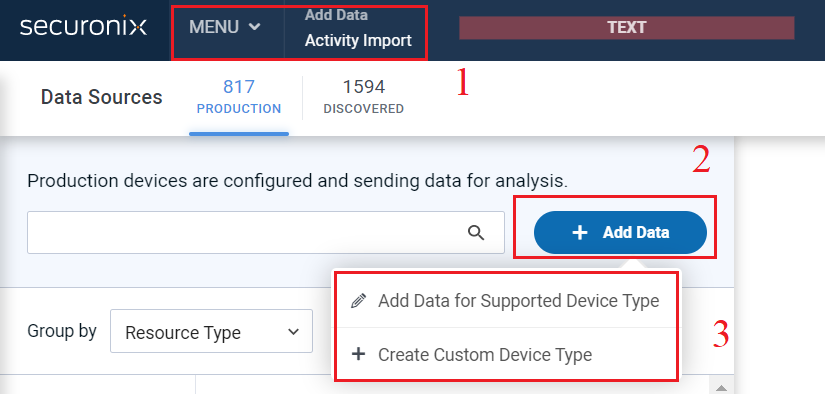 securonix
MENU
Add Data
Activity Import
TEXT
1
Data Sources
817
PRODUCTION
1594
DISCOVERED
2
Production devices are configured and sending data for analysis.
+ Add Data
Add Data for Supported Device Type
Group by
Resource Type
+ Create Custom Device Type
3